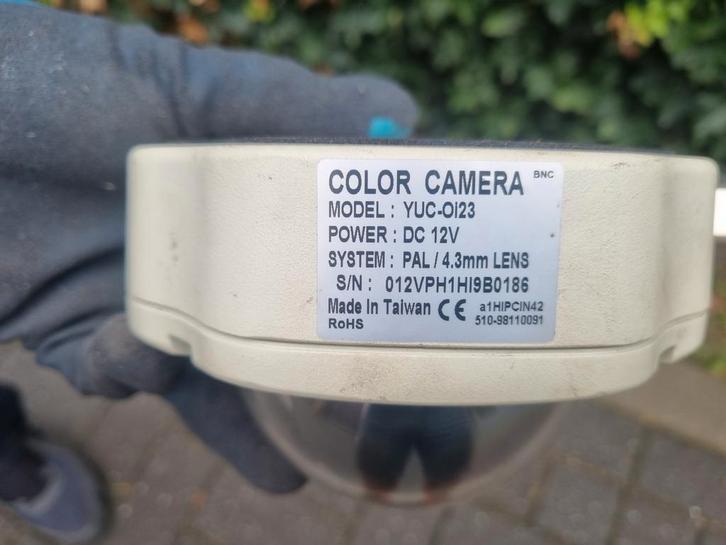 COLOR CAMERA BNC
MODEL : YUC-OI23
POWER : DC 12V
SYSTEM : PAL / 4.3mm LENS
S/N : 012VPH1HI9B0186
Made In Taiwan CE a1HIPCIN42
RoHS 510-98110091